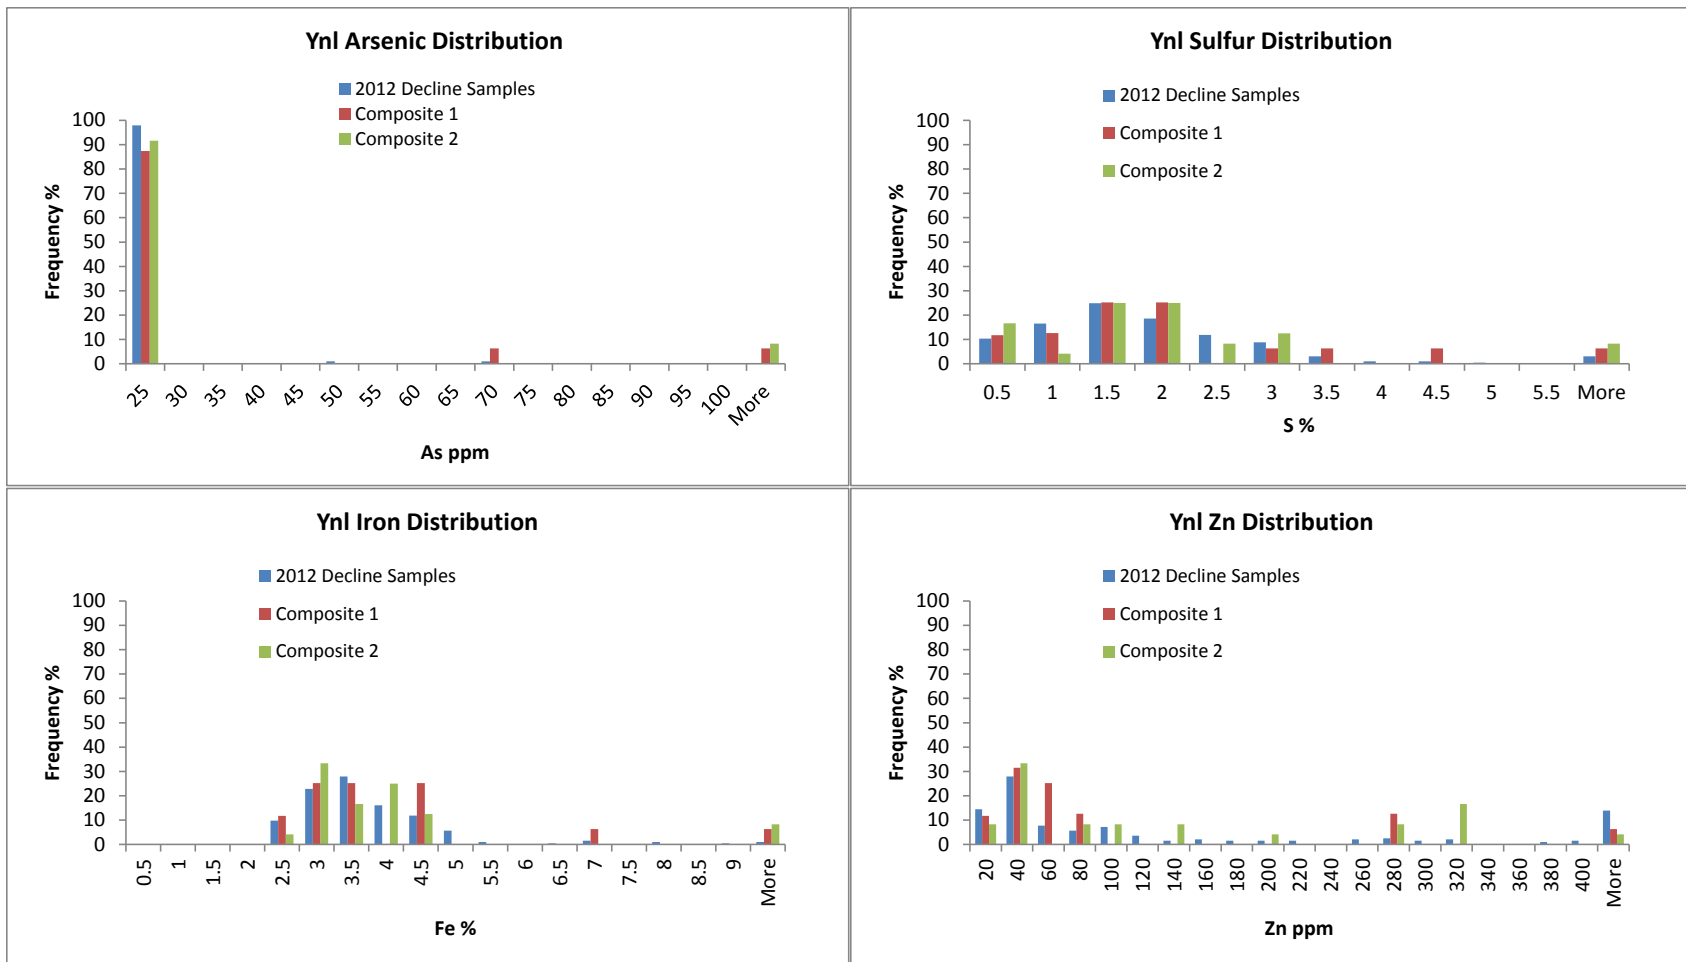 Ynl Arsenic Distribution
2012 Decline Samples
Composite 1
Composite 2
100
90
80
70
60
50
40
30
20
10
0
Frequency %
25 30 35 40 45 50 55 60 65 70 75 80 85 90 95 100 More
As ppm
Ynl Sulfur Distribution
2012 Decline Samples
Composite 1
Composite 2
100
90
80
70
60
50
40
30
20
10
0
Frequency %
0.5 1 1.5 2 2.5 3 3.5 4 4.5 5 5.5 More
S %
Ynl Iron Distribution
2012 Decline Samples
Composite 1
Composite 2
100
90
80
70
60
50
40
30
20
10
0
Frequency %
0.5 1 1.5 2 2.5 3 3.5 4 4.5 5 5.5 6 6.5 7 7.5 8 8.5 9 More
Fe %
Ynl Zn Distribution
2012 Decline Samples
Composite 1
Composite 2
100
90
80
70
60
50
40
30
20
10
0
Frequency %
20 40 60 80 100 120 140 160 180 200 220 240 260 280 300 320 340 360 380 400 More
Zn ppm